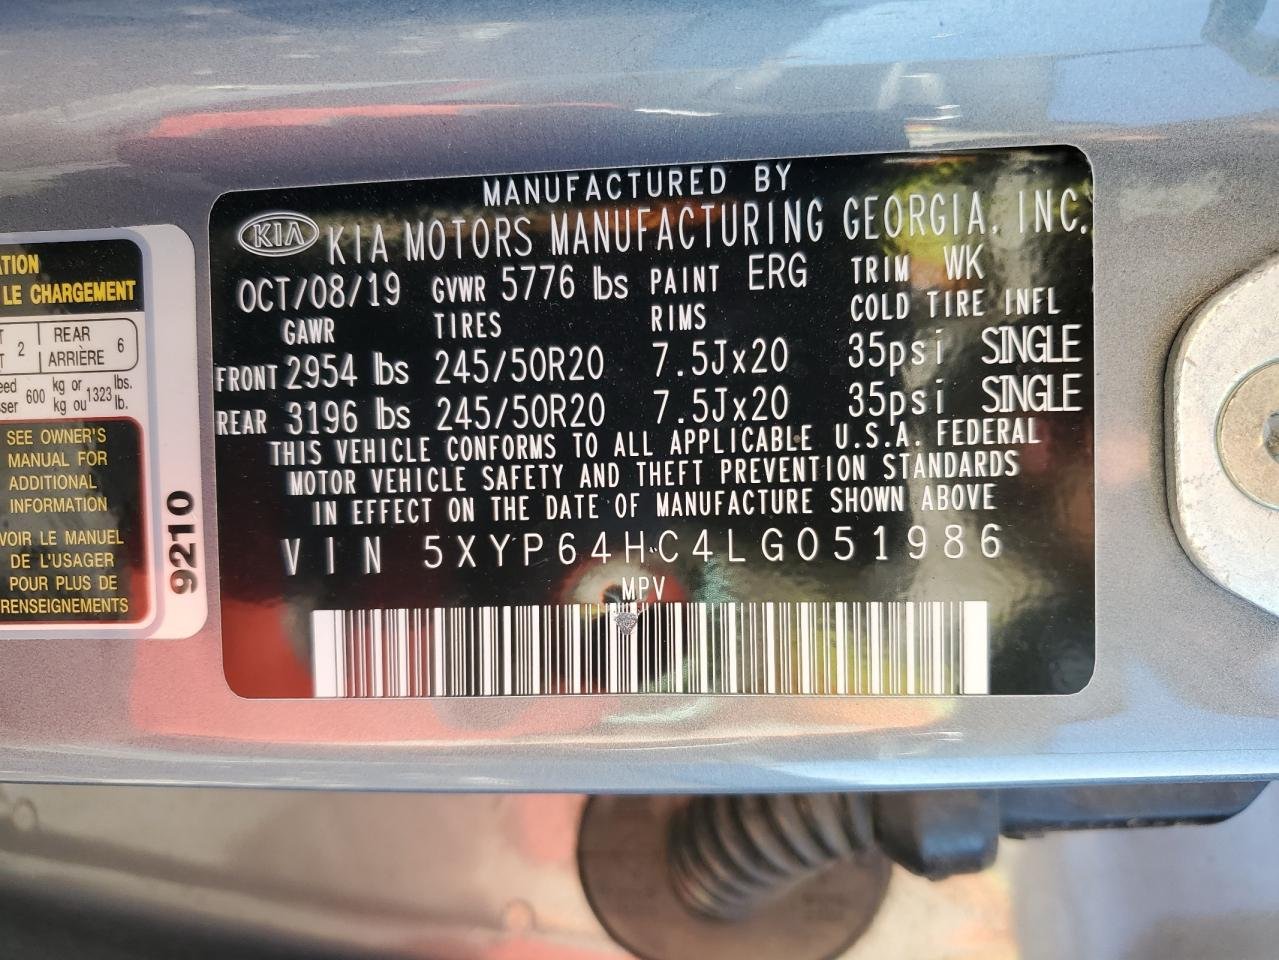 MANUFACTURED BY
KIA KIA MOTORS MANUFACTURING GEORGIA, INC.
OCT/08/19 GVWR 5776 lbs PAINT ERG TRIM WK
GAWR TIRES RIMS COLD TIRE INFL
FRONT 2954 lbs 245/50R20 7.5Jx20 35psi SINGLE
REAR 3196 lbs 245/50R20 7.5Jx20 35psi SINGLE
THIS VEHICLE CONFORMS TO ALL APPLICABLE U.S.A. FEDERAL
MOTOR VEHICLE SAFETY AND THEFT PREVENTION STANDARDS
IN EFFECT ON THE DATE OF MANUFACTURE SHOWN ABOVE
VIN 5XYP64HC4LG051986
MPV
LE CHARGEMENT
2 REAR 6
ARRIÈRE
600 kg or 1323 lbs.
kg ou lb.
SEE OWNER'S
MANUAL FOR
ADDITIONAL
INFORMATION
VOIR LE MANUEL
DE L'USAGER
POUR PLUS DE
RENSEIGNEMENTS
9210